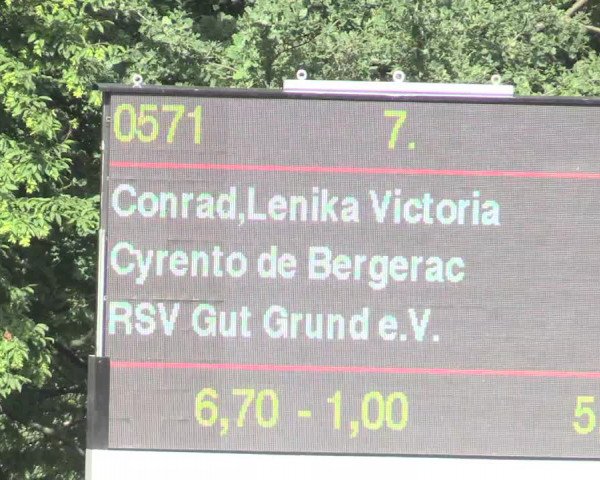 0571 7.
Conrad,Lenika Victoria
Cyrento de Bergerac
RSV Gut Grund e.V.
6,70 - 1,00 5